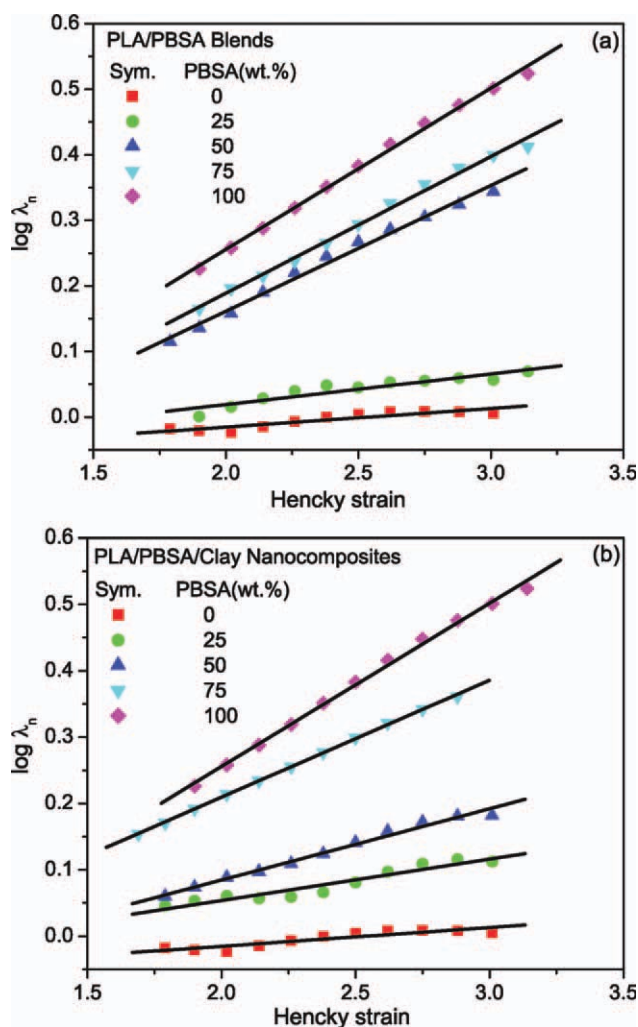 0.6
PLA/PBSA Blends
(a)
Sym. PBSA(wt.%)
0.5
0
25
0.4
50
75
0.3
100
log λn
0.2
0.1
0.0
1.5 2.0 2.5 3.0 3.5
Hencky strain
0.6
PLA/PBSA/Clay Nanocomposites
(b)
Sym. PBSA(wt.%)
0.5
0
25
0.4
50
75
0.3
100
log λn
0.2
0.1
0.0
1.5 2.0 2.5 3.0 3.5
Hencky strain